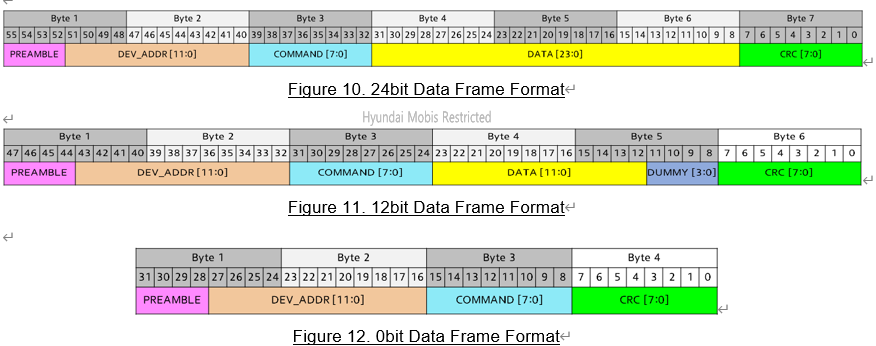 Byte 1 Byte 2 Byte 3 Byte 4 Byte 5 Byte 6 Byte 7
55 54 53 52 51 50 49 48 47 46 45 44 43 42 41 40 39 38 37 36 35 34 33 32 31 30 29 28 27 26 25 24 23 22 21 20 19 18 17 16 15 14 13 12 11 10 9 8 7 6 5 4 3 2 1 0
PREAMBLE DEV_ADDR [11:0] COMMAND [7:0] DATA [23:0] CRC [7:0]
Figure 10. 24bit Data Frame Format
Hyundai Mobis Restricted
Byte 1 Byte 2 Byte 3 Byte 4 Byte 5 Byte 6
47 46 45 44 43 42 41 40 39 38 37 36 35 34 33 32 31 30 29 28 27 26 25 24 23 22 21 20 19 18 17 16 15 14 13 12 11 10 9 8 7 6 5 4 3 2 1 0
PREAMBLE DEV_ADDR [11:0] COMMAND [7:0] DATA [11:0] DUMMY [3:0] CRC [7:0]
Figure 11. 12bit Data Frame Format
Byte 1 Byte 2 Byte 3 Byte 4
31 30 29 28 27 26 25 24 23 22 21 20 19 18 17 16 15 14 13 12 11 10 9 8 7 6 5 4 3 2 1 0
PREAMBLE DEV_ADDR [11:0] COMMAND [7:0] CRC [7:0]
Figure 12. 0bit Data Frame Format